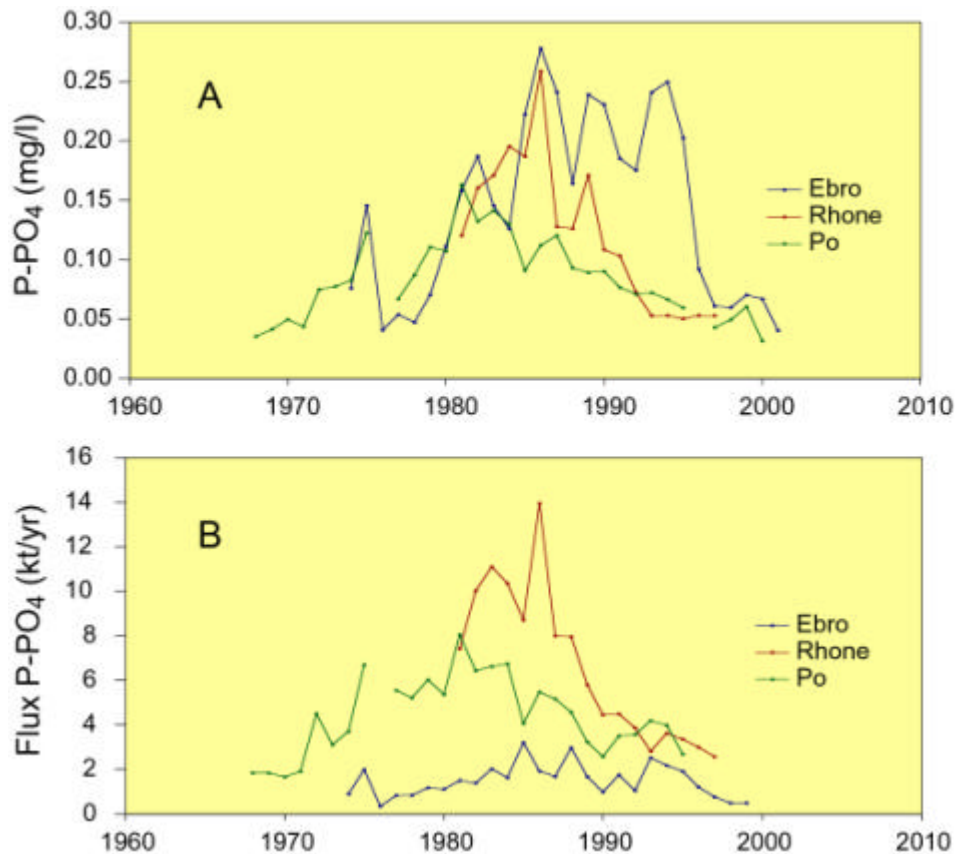 0.30
0.25
0.20
0.15
0.10
0.05
0.00
P-PO4 (mg/l)
A
Ebro
Rhone
Po
1960 1970 1980 1990 2000 2010
16
14
12
10
8
6
4
2
0
Flux P-PO4 (kt/yr)
B
Ebro
Rhone
Po
1960 1970 1980 1990 2000 2010